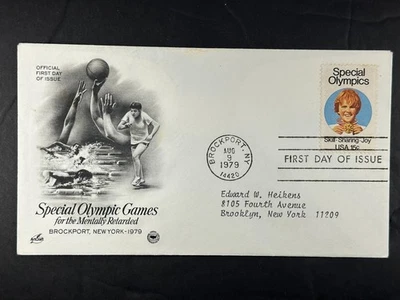 OFFICIAL
FIRST DAY
OF ISSUE
Special Olympics
Skill·Sharing·Joy
USA 15c
BROCKPORT, NY
AUG
9
1979
14420
FIRST DAY OF ISSUE
Edward W. Heikens
8105 Fourth Avenue
Brooklyn, New York 11209
Special Olympic Games
for the Mentally Retarded
BROCKPORT, NEW YORK-1979